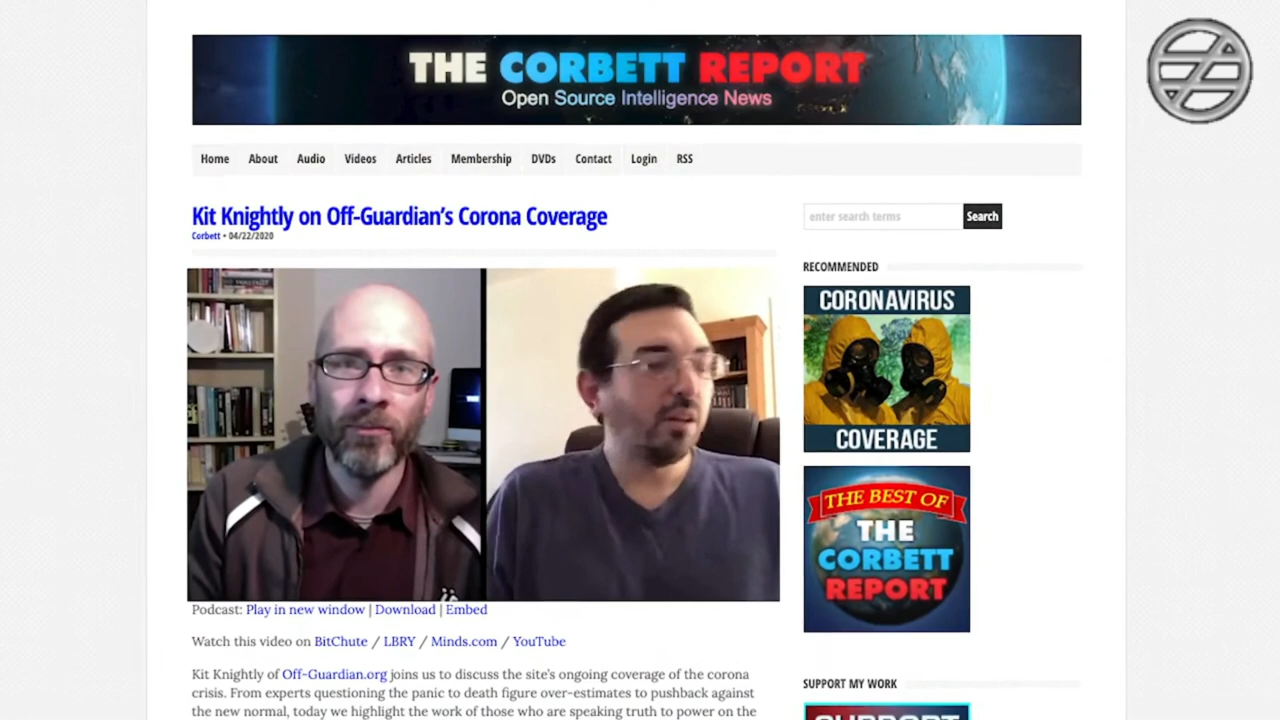 THE CORBETT REPORT
Open Source Intelligence News
Home About Audio Videos Articles Membership DVDs Contact Login RSS
Kit Knightly on Off-Guardian’s Corona Coverage
Corbett • 04/22/2020
enter search terms Search
RECOMMENDED
CORONAVIRUS
COVERAGE
THE BEST OF
THE
CORBETT
REPORT
Podcast: Play in new window | Download | Embed
Watch this video on BitChute / LBRY / Minds.com / YouTube
Kit Knightly of Off-Guardian.org joins us to discuss the site’s ongoing coverage of the corona
crisis. From experts questioning the panic to death figure over-estimates to pushback against
the new normal, today we highlight the work of those who are speaking truth to power on the
SUPPORT MY WORK
SUPPORT